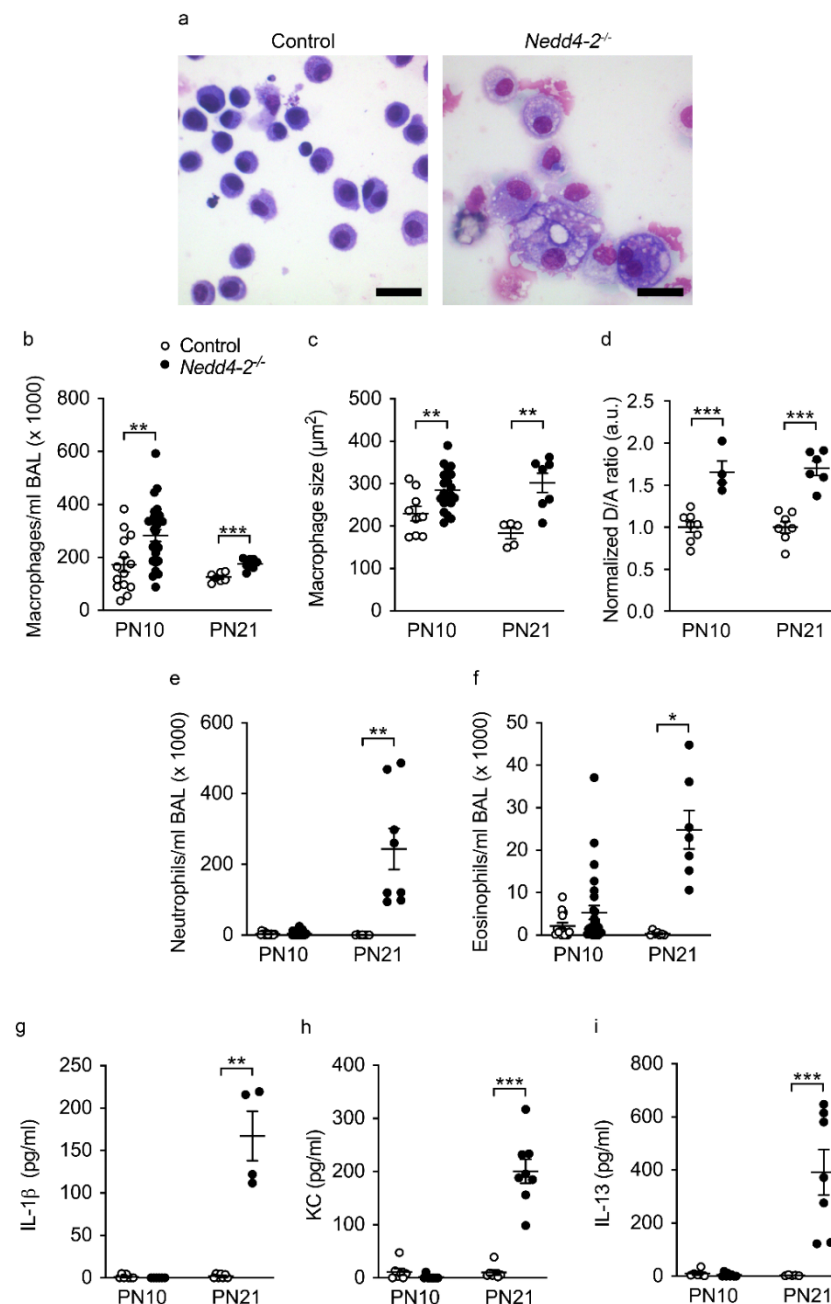 a
Control
Nedd4-2-/-
b
○ Control
● Nedd4-2-/-
Macrophages/ml BAL (x 1000)
800
600
400
200
0
**
***
PN10 PN21
c
Macrophage size (µm²)
500
400
300
200
100
0
**
**
PN10 PN21
d
Normalized D/A ratio (a.u.)
2.5
2.0
1.5
1.0
0.5
0.0
***
***
PN10 PN21
e
Neutrophils/ml BAL (x 1000)
600
400
200
0
**
PN10 PN21
f
Eosinophils/ml BAL (x 1000)
50
40
30
20
10
0
*
PN10 PN21
g
IL-1β (pg/ml)
250
200
150
100
50
0
**
PN10 PN21
h
KC (pg/ml)
400
300
200
100
0
***
PN10 PN21
i
IL-13 (pg/ml)
800
600
400
200
0
***
PN10 PN21